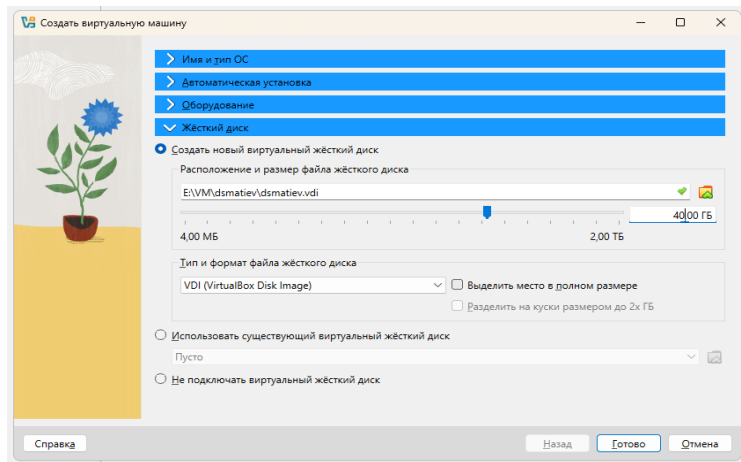 Создать виртуальную машину
Имя и тип ОС
Автоматическая установка
Оборудование
Жёсткий диск
Создать новый виртуальный жёсткий диск
Расположение и размер файла жёсткого диска
E:\VM\dsmatiev\dsmatiev.vdi
4,00 МБ 2,00 ТБ
40,00 ГБ
Тип и формат файла жёсткого диска
VDI (VirtualBox Disk Image)
Выделить место в полном размере
Разделить на куски размером до 2х ГБ
Использовать существующий виртуальный жёсткий диск
Пусто
Не подключать виртуальный жёсткий диск
Справка Назад Готово Отмена